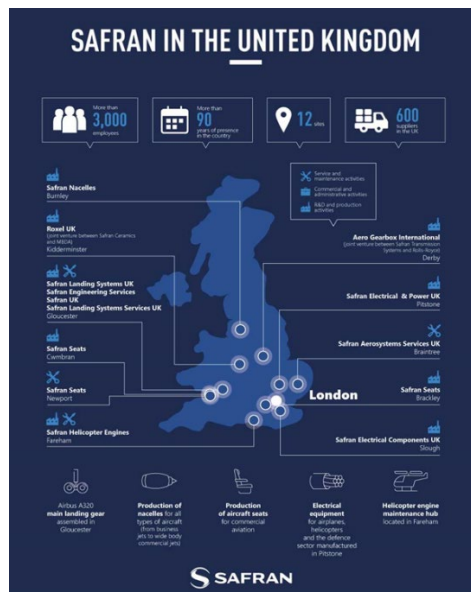 SAFRAN IN THE UNITED KINGDOM
More than
3,000
employees
More than
90
years of presence
in the country
12 sites
600
suppliers
in the UK
Service and
maintenance activities
Commercial and
administrative activities
R&D and production
activities
Safran Nacelles
Burnley
Roxel UK
(joint venture between Safran Ceramics
and MBDA)
Kidderminster
Safran Landing Systems UK
Safran Engineering Services
Safran UK
Safran Landing Systems Services UK
Gloucester
Safran Seats
Cwmbran
Safran Seats
Newport
Safran Helicopter Engines
Fareham
Aero Gearbox International
(joint venture between Safran Transmission
Systems and Rolls-Royce)
Derby
Safran Electrical & Power UK
Pitstone
Safran Aerosystems Services UK
Braintree
London
Safran Seats
Brackley
Safran Electrical Components UK
Slough
Airbus A320
main landing gear
assembled in
Gloucester
Production of
nacelles for all
types of aircraft
(from business
jets to wide body
commercial jets)
Production
of aircraft seats
for commercial
aviation
Electrical
equipment
for airplanes,
helicopters
and the defence
sector manufactured
in Pitstone
Helicopter engine
maintenance hub
located in Fareham
SAFRAN